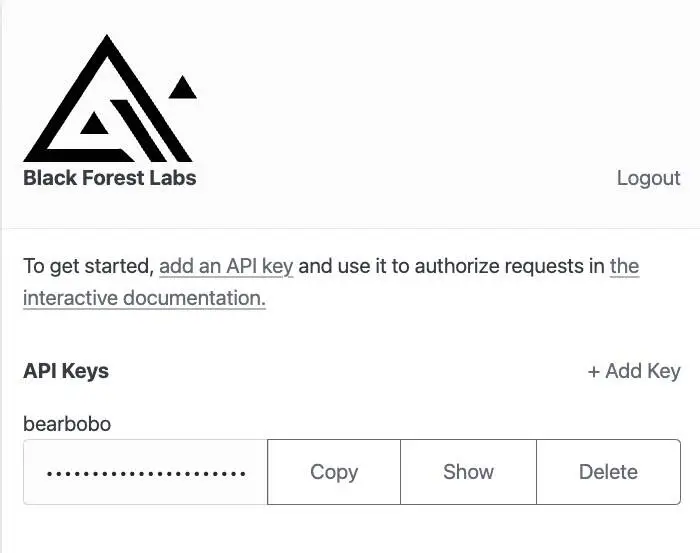 Black Forest Labs
Logout
To get started, add an API key and use it to authorize requests in the
interactive documentation.
API Keys
+ Add Key
bearbobo
••••••••••••••••••••••
Copy
Show
Delete